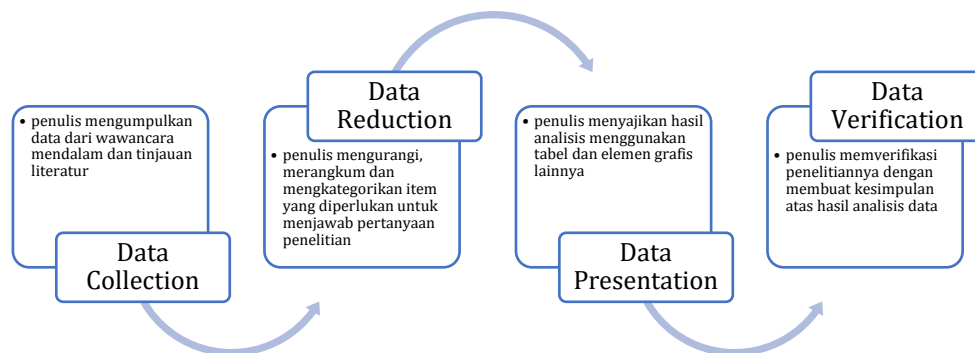 • penulis mengumpulkan
data dari wawancara
mendalam dan tinjauan
literatur
Data
Collection
Data
Reduction
• penulis mengurangi,
merangkum dan
mengkategorikan item
yang diperlukan untuk
menjawab pertanyaan
penelitian
• penulis menyajikan hasil
analisis menggunakan
tabel dan elemen grafis
lainnya
Data
Presentation
Data
Verification
• penulis memverifikasi
penelitiannya dengan
membuat kesimpulan
atas hasil analisis data